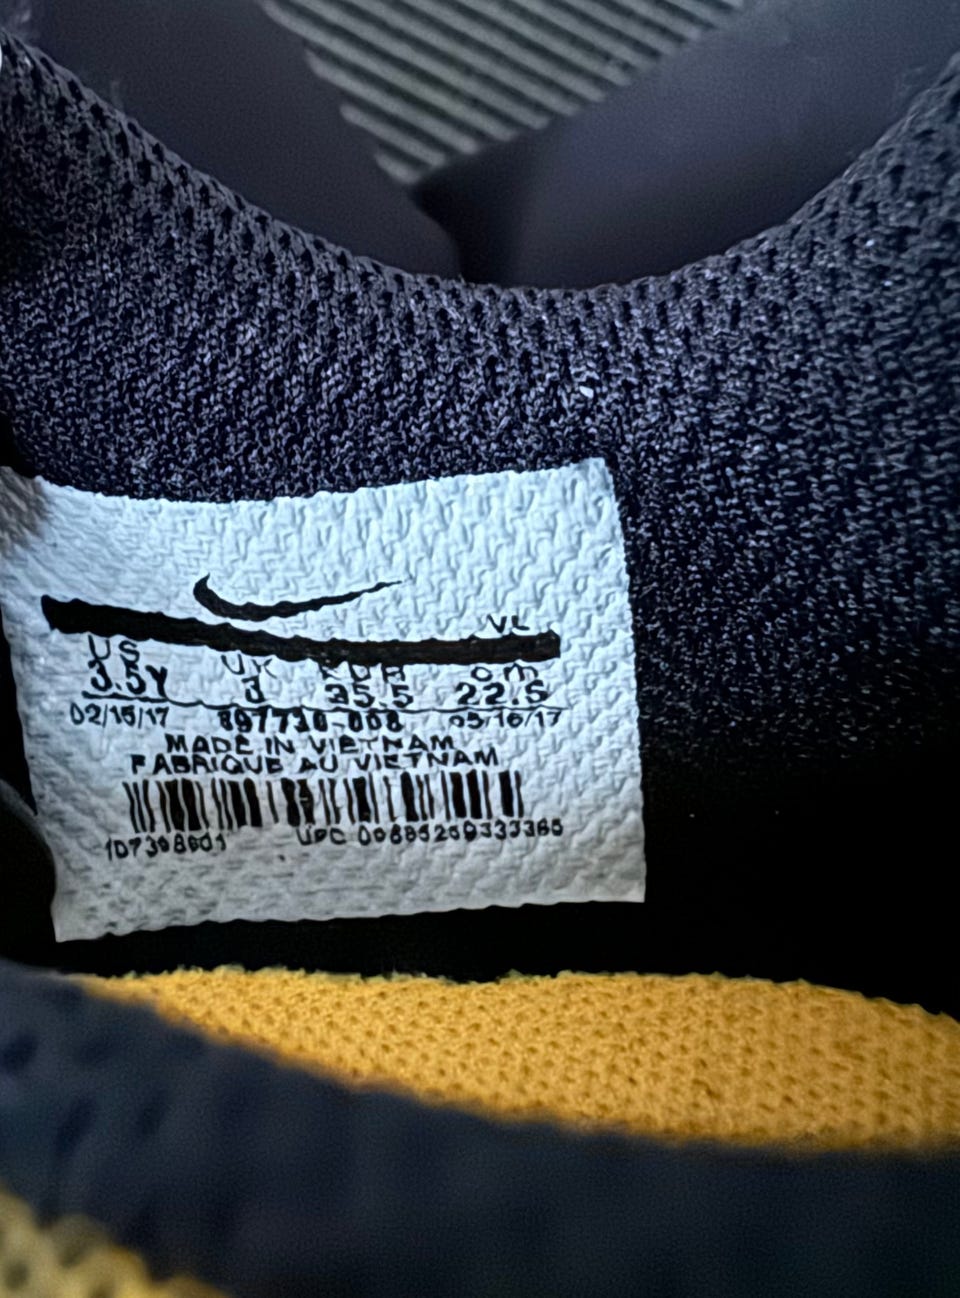 VL
US UK EUR cm
3.5Y 3 35.5 22.5
02/15/17 897730-008 05/16/17
MADE IN VIETNAM
FABRIQUE AU VIETNAM
UPC